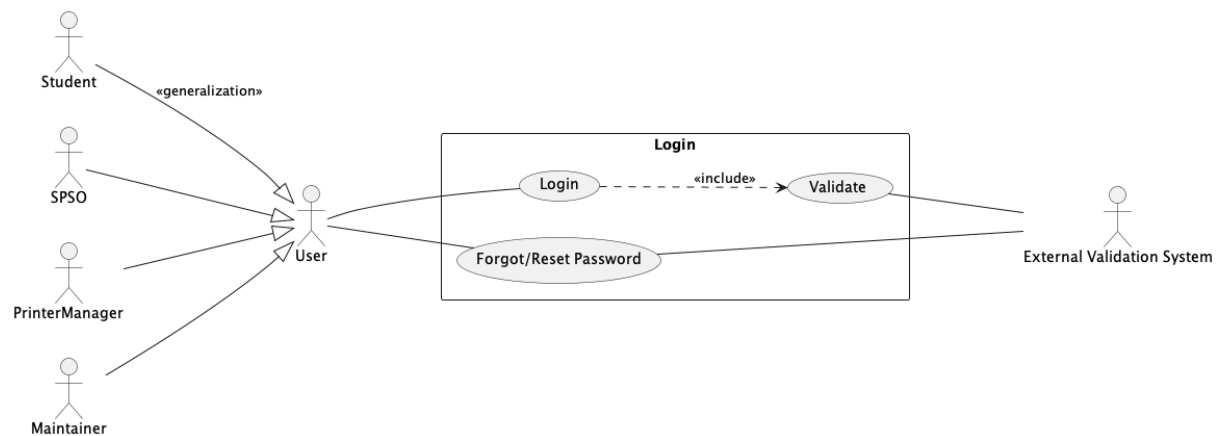 Student
«generalization»
SPSO
PrinterManager
Maintainer
User
Login
Login
«include»
Validate
Forgot/Reset Password
External Validation System